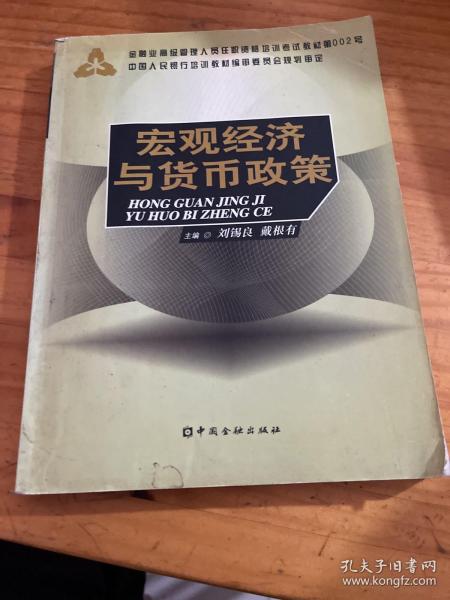 金融业高级管理人员任职资格培训考试教材第002号
中国人民银行培训教材编审委员会规划审定
宏观经济
与货币政策
HONG GUAN JING JI
YU HUO BI ZHENG CE
主编◎刘锡良 戴根有
中国金融出版社
孔夫子旧书网
www.kongfz.com